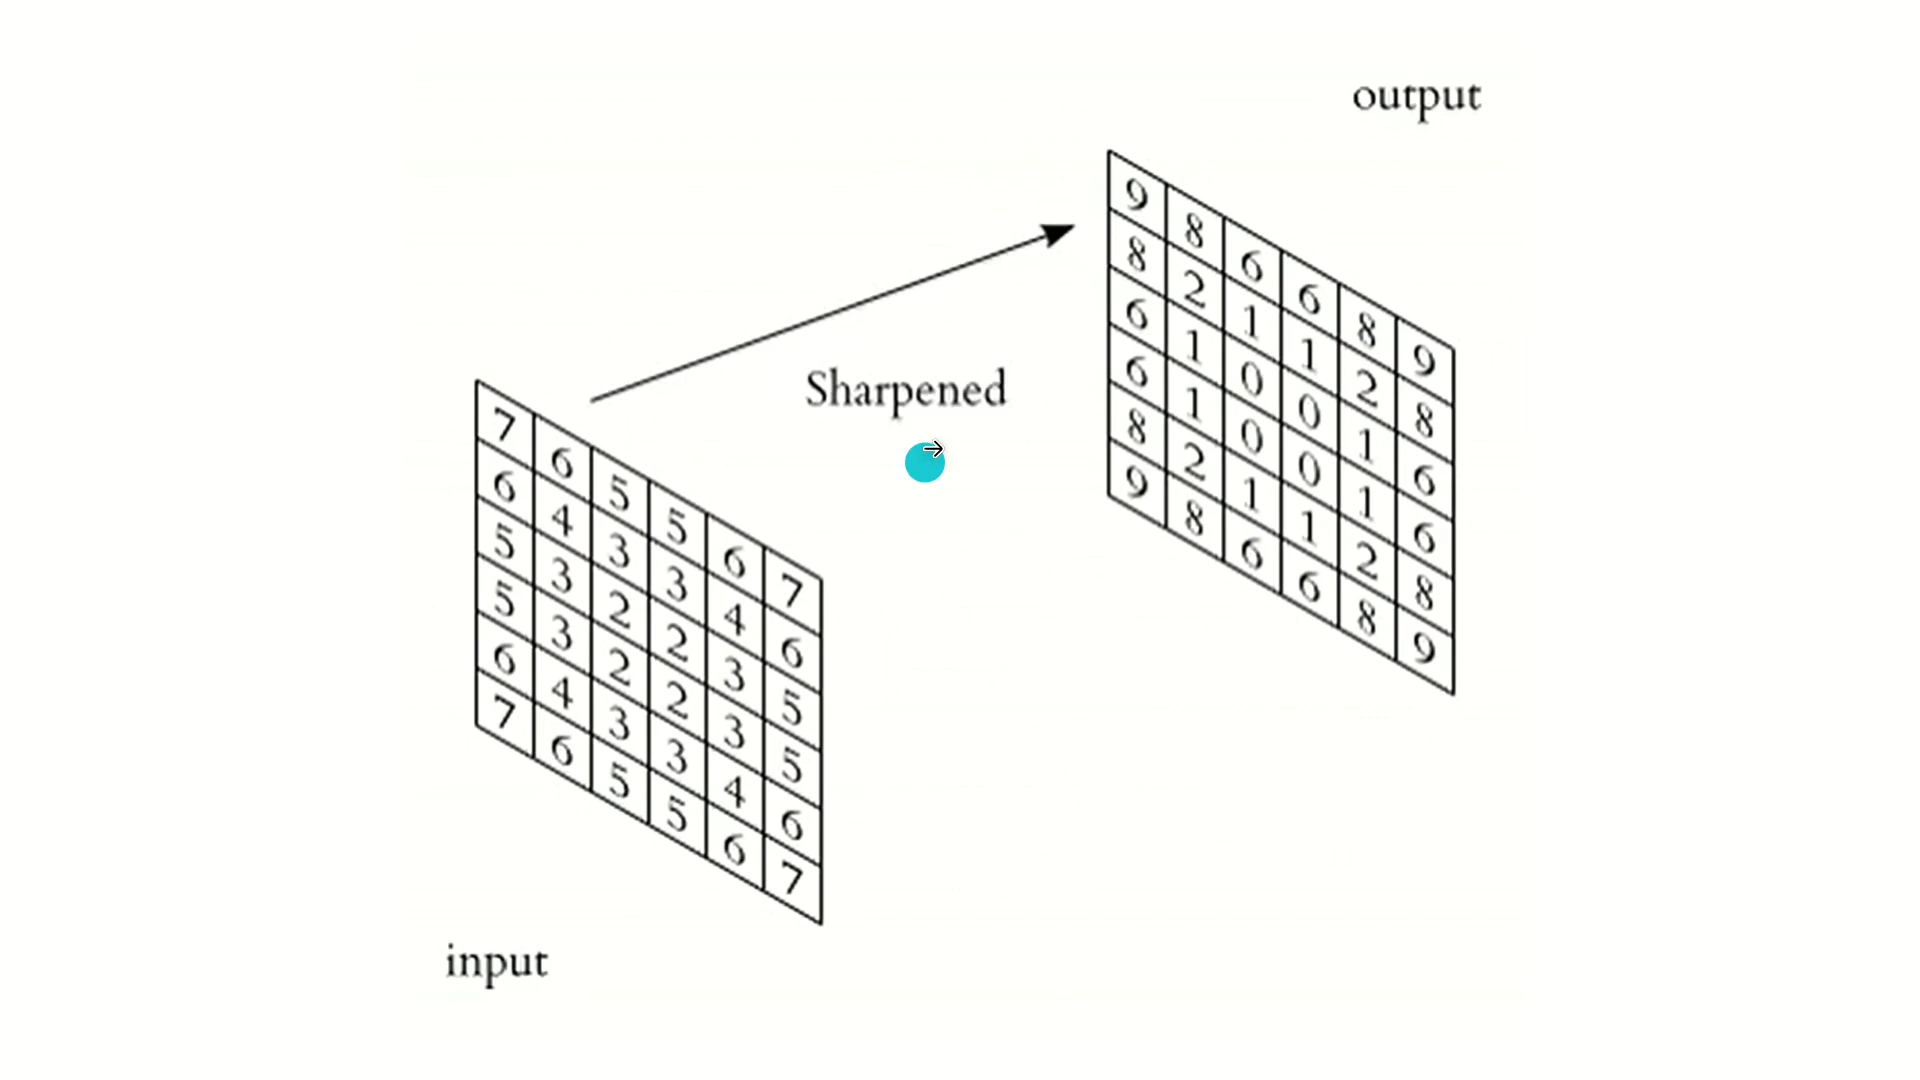 output
9 8 6 6 8 9
8 2 1 1 2 8
6 1 0 0 1 6
6 1 0 0 1 6
8 2 1 1 2 8
9 8 6 6 8 9
Sharpened
7 6 5 5 6 7
6 4 3 3 4 6
5 3 2 2 3 5
5 3 2 2 3 5
6 4 3 3 4 6
7 6 5 5 6 7
input